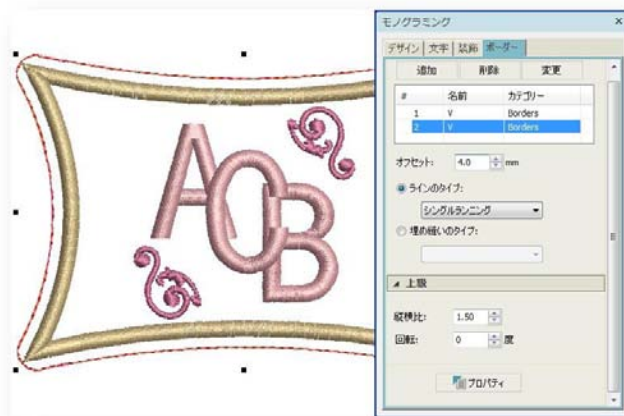 モノグラミング
デザイン 文字 装飾 ボーダー
追加 削除 変更
# 名前 カテゴリー
1 V Borders
2 V Borders
オフセット: 4.0 mm
ラインのタイプ:
シングルランニング
埋め縫いのタイプ:
上級
縦横比: 1.50
回転: 0 度
プロパティ
AOB